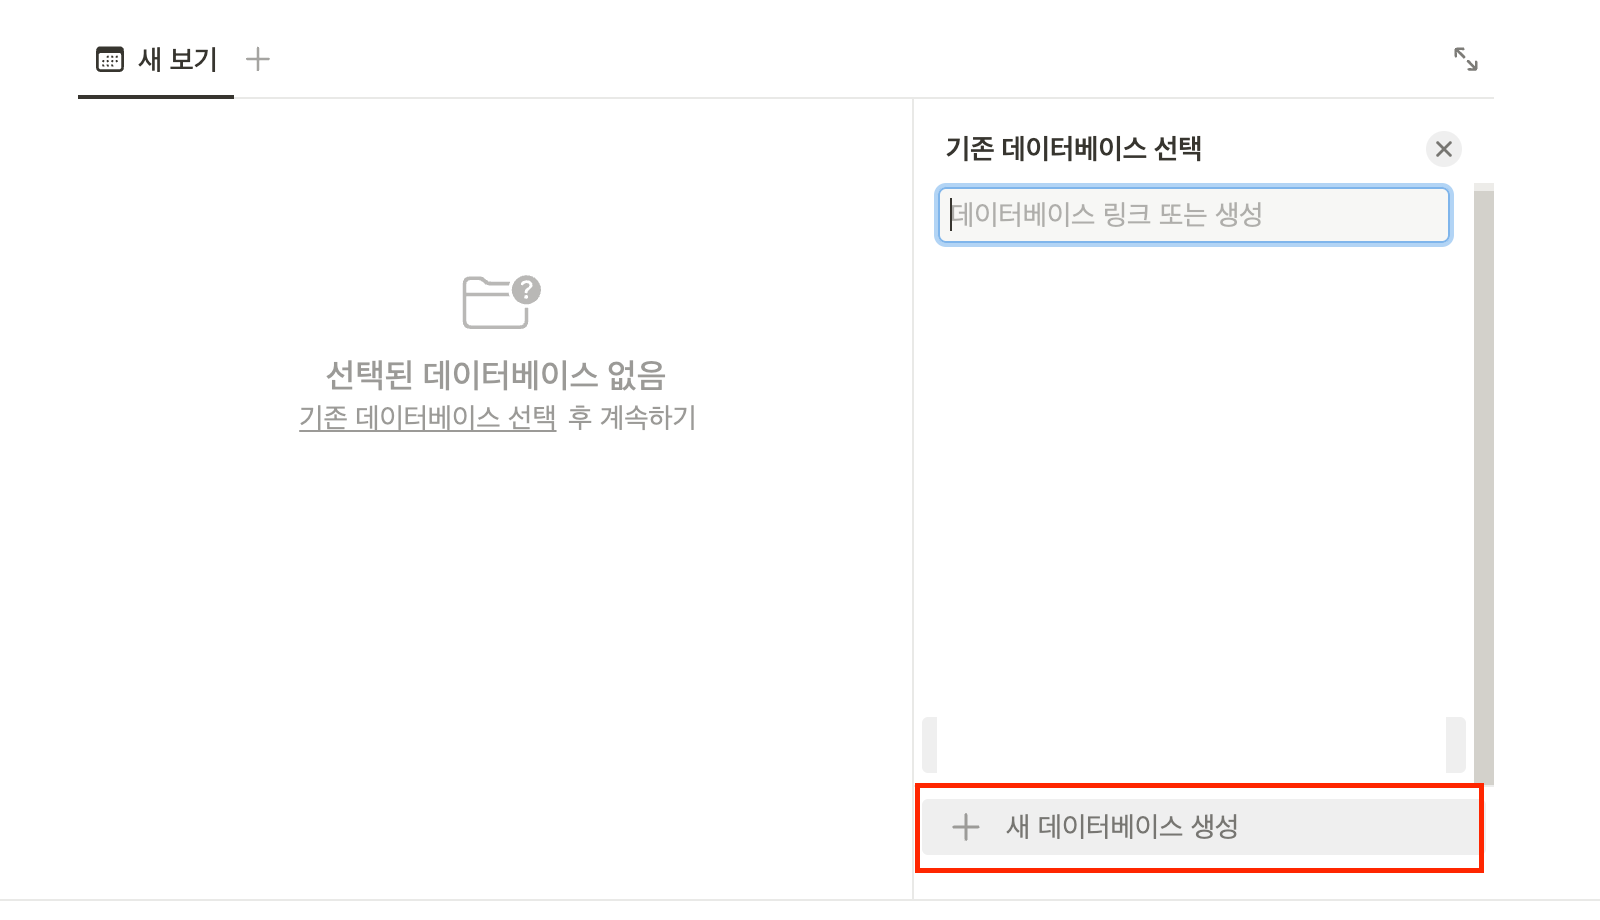 새 보기
기존 데이터베이스 선택
데이터베이스 링크 또는 생성
선택된 데이터베이스 없음
기존 데이터베이스 선택 후 계속하기
새 데이터베이스 생성